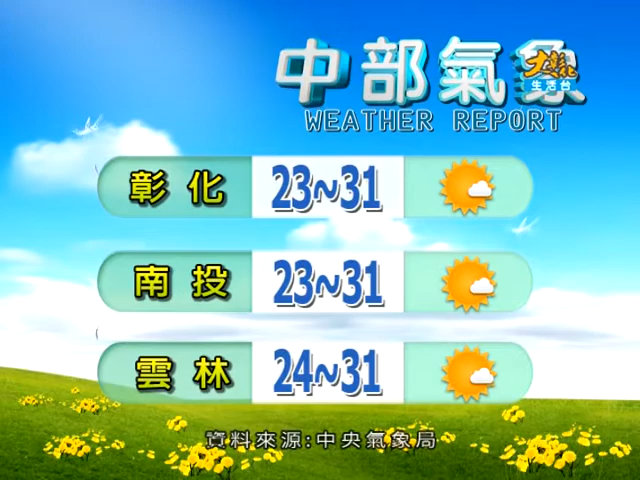 中部氣象
大彰化
生活台
WEATHER REPORT
彰化 23~31
南投 23~31
雲林 24~31
資料來源:中央氣象局